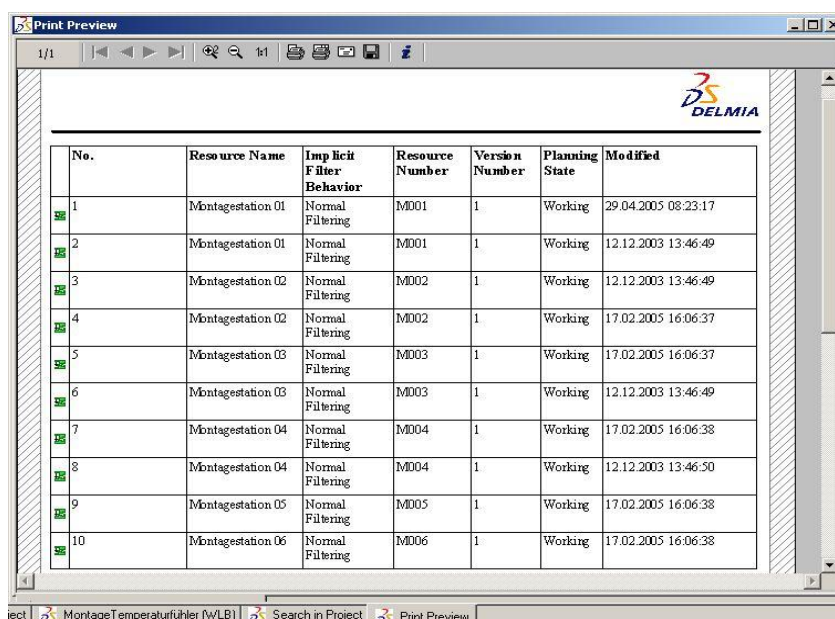 Print Preview
1/1
1:1
i
DELMIA
No. Resource Name Implicit Filter Behavior Resource Number Version Number Planning State Modified
1 Montagestation 01 Normal Filtering M001 1 Working 29.04.2005 08:23:17
2 Montagestation 01 Normal Filtering M001 1 Working 12.12.2003 13:46:49
3 Montagestation 02 Normal Filtering M002 1 Working 12.12.2003 13:46:49
4 Montagestation 02 Normal Filtering M002 1 Working 17.02.2005 16:06:37
5 Montagestation 03 Normal Filtering M003 1 Working 17.02.2005 16:06:37
6 Montagestation 03 Normal Filtering M003 1 Working 12.12.2003 13:46:49
7 Montagestation 04 Normal Filtering M004 1 Working 17.02.2005 16:06:38
8 Montagestation 04 Normal Filtering M004 1 Working 12.12.2003 13:46:50
9 Montagestation 05 Normal Filtering M005 1 Working 17.02.2005 16:06:38
10 Montagestation 06 Normal Filtering M006 1 Working 17.02.2005 16:06:38
ject MontageTemperaturfühler (WLB) Search in Project Print Preview